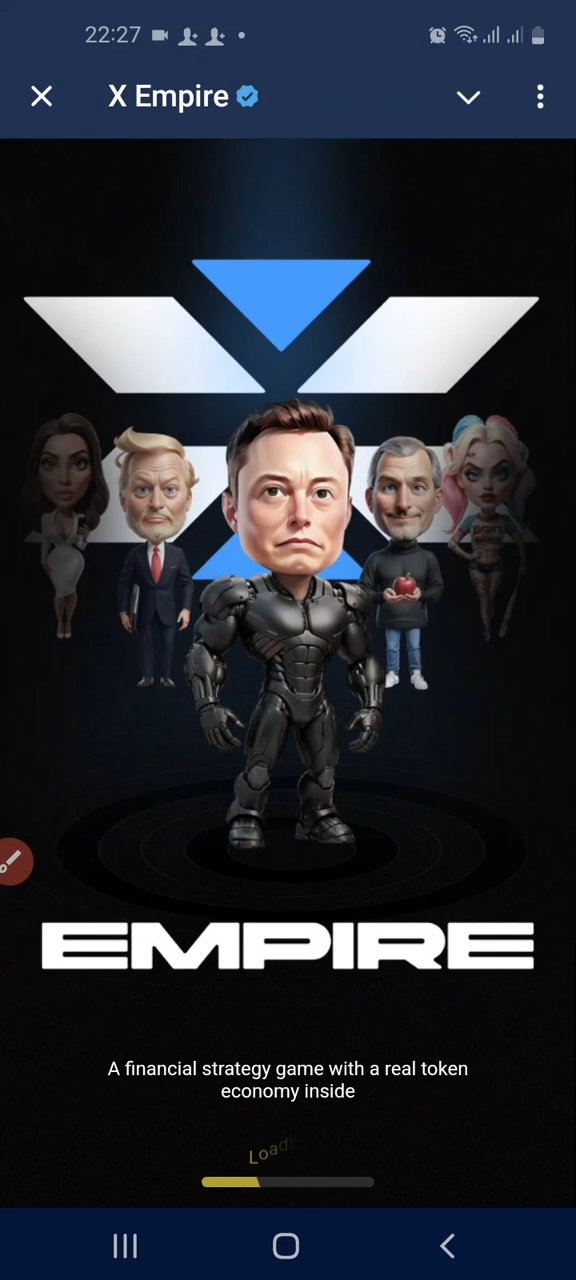 22:27
X Empire
EMPIRE
A financial strategy game with a real token
economy inside
Load